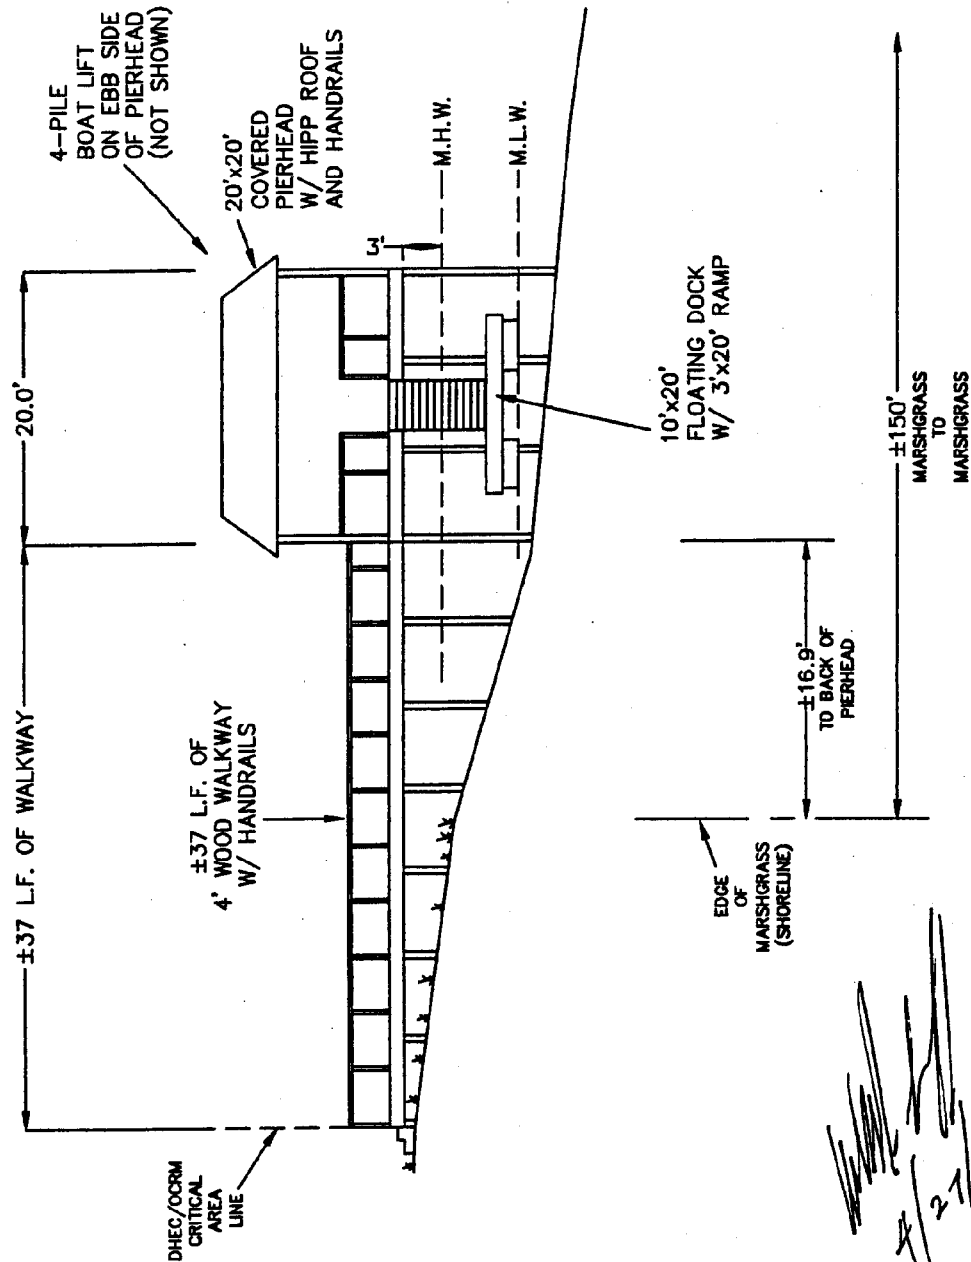 4-PILE
BOAT LIFT
ON EBB SIDE
OF PIERHEAD
(NOT SHOWN)
20'x20'
COVERED
PIERHEAD
W/ HIPP ROOF
AND HANDRAILS
±37 L.F. OF WALKWAY
20.0'
3'
M.H.W.
M.L.W.
±37 L.F. OF
4' WOOD WALKWAY
W/ HANDRAILS
10'x20'
FLOATING DOCK
W/ 3'x20' RAMP
DHEC/OCRM
CRITICAL
AREA
LINE
EDGE
OF
MARSHGRASS
(SHORELINE)
±16.9'
TO BACK OF
PIERHEAD
±150'
MARSHGRASS
TO
MARSHGRASS